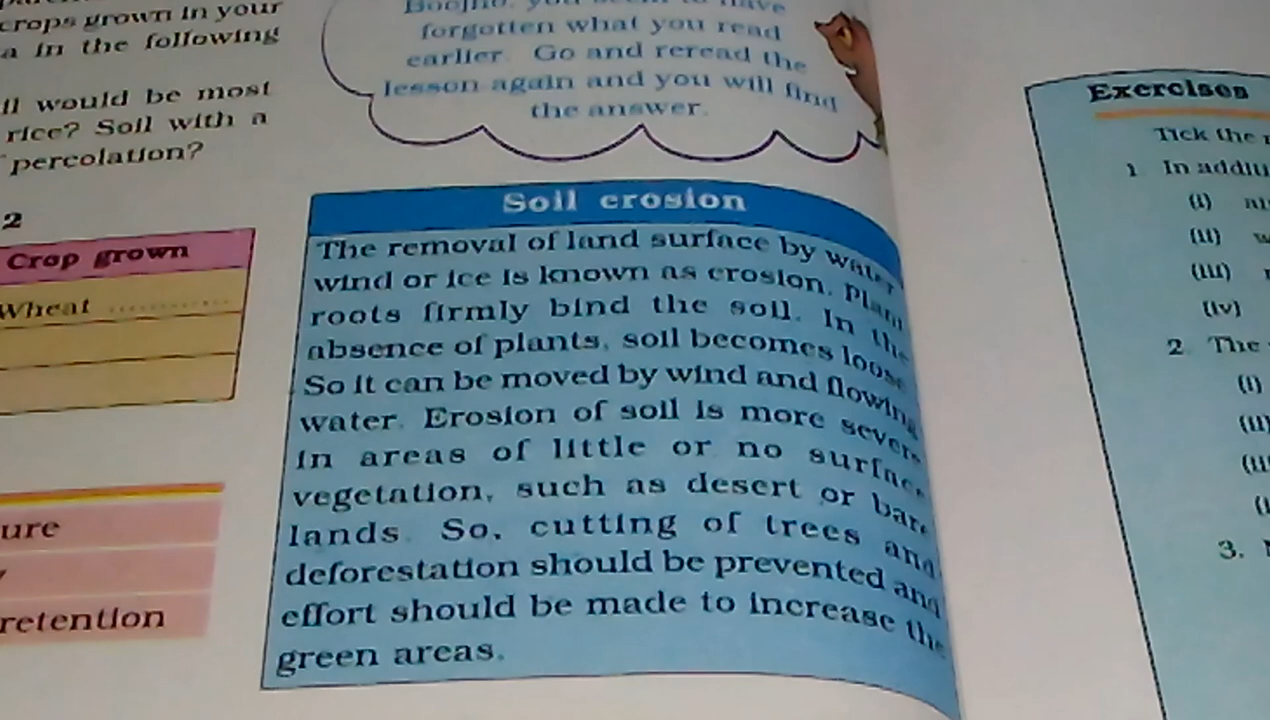 crops grown in your
a in the following
il would be most
rice? Soil with a
percolation?
2
Crop grown
Wheat ............
ure
retention
forgotten what you read
earlier. Go and reread the
lesson again and you will find
the answer.
Soil erosion
The removal of land surface by water,
wind or ice is known as erosion. Plant
roots firmly bind the soil. In the
absence of plants, soil becomes loose.
So it can be moved by wind and flowing
water. Erosion of soil is more severe
in areas of little or no surface
vegetation, such as desert or bare
lands. So, cutting of trees and
deforestation should be prevented and
effort should be made to increase the
green areas.
Exercises
Tick the
1 In
(i)
(ii)
(iii)
(iv)
2. The
(i)
(ii)
3.